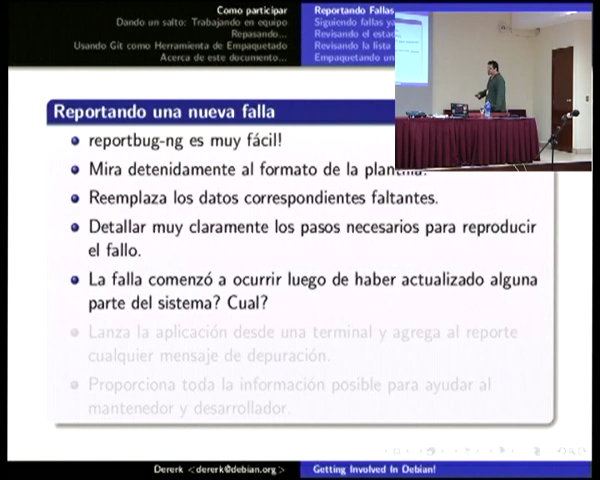 Como participar
Dando un salto: Trabajando en equipo
Repasando...
Usando Git como Herramienta de Empaquetado
Acerca de este documento...
Reportando Fallas
Siguiendo fallas
Revisando el
Revisando la lista
Empaquetando un
Reportando una nueva falla
reportbug-ng es muy fácil!
Mira detenidamente al formato de la
Reemplaza los datos correspondientes faltantes.
Detallar muy claramente los pasos necesarios para reproducir
el fallo.
La falla comenzó a ocurrir luego de haber actualizado alguna
parte del sistema? Cual?
Lanza la aplicación desde una terminal y agrega al reporte
cualquier mensaje de depuración.
Proporciona toda la información posible para ayudar al
mantenedor y desarrollador.
Dererk <dererk@debian.org>
Getting Involved In Debian!